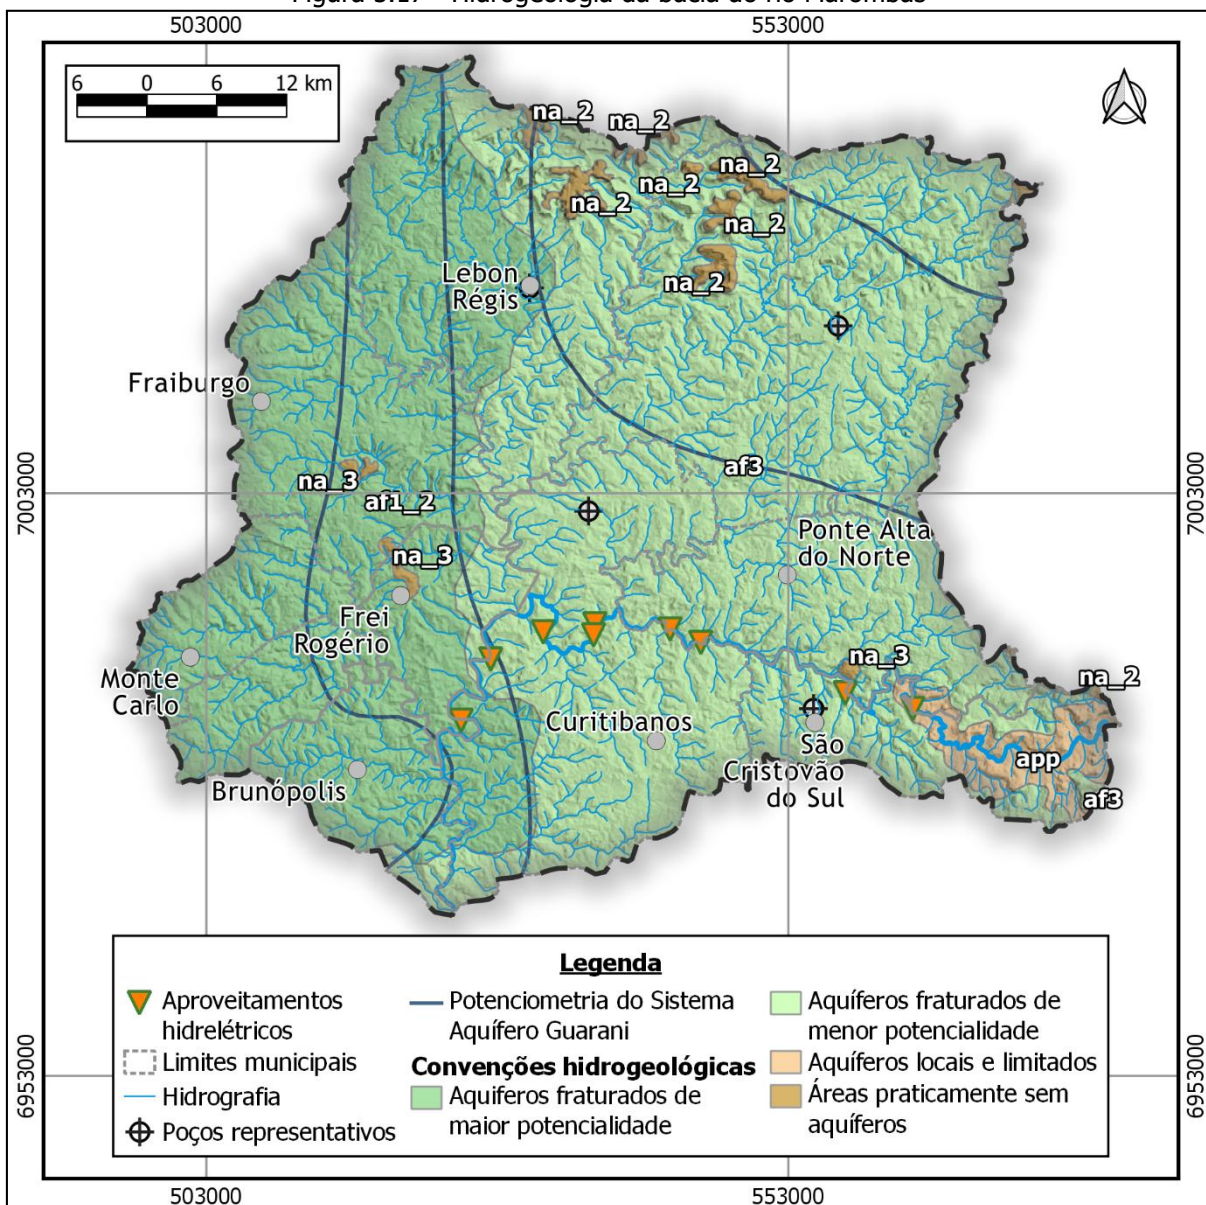 Figura 3.17 - Hidrogeologia da bacia do rio Marombas
503000
553000
6 0 6 12 km
na_2
na_2
na_2
na_2
na_2
na_2
na_2
Lebon
Régis
Fraiburgo
na_3
af1_2
af3
7003000
7003000
na_3
Ponte Alta
do Norte
Frei
Rogério
Monte
Carlo
na_3
na_2
Curitibanos
São
Cristovão
do Sul
app
af3
Brunópolis
Legenda
Aproveitamentos
hidrelétricos
Limites municipais
Hidrografia
Poços representativos
Potenciometria do Sistema
Aquífero Guarani
Convenções hidrogeológicas
Aquiferos fraturados de
maior potencialidade
Aquíferos fraturados de
menor potencialidade
Aquíferos locais e limitados
Áreas praticamente sem
aquíferos
6953000
6953000
503000
553000